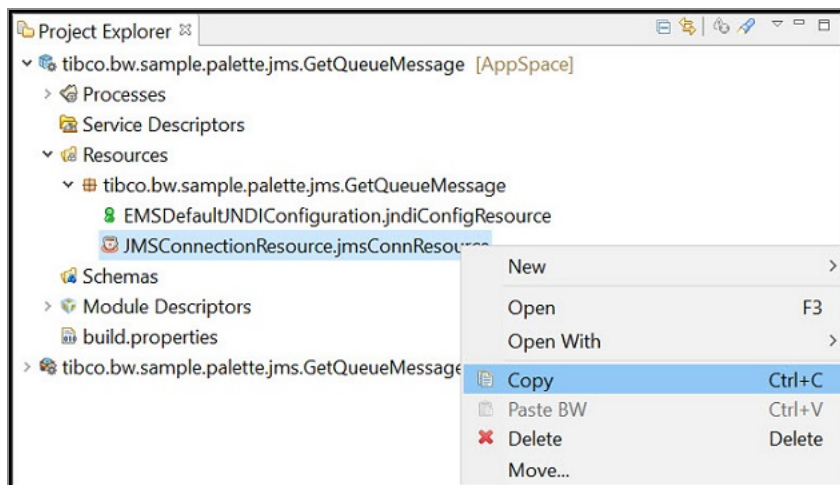 Project Explorer
tibco.bw.sample.palette.jms.GetQueueMessage [AppSpace]
Processes
Service Descriptors
Resources
tibco.bw.sample.palette.jms.GetQueueMessage
EMSDefaultJNDIConfiguration.jndiConfigResource
JMSConnectionResource.jmsConnResource
Schemas
Module Descriptors
build.properties
tibco.bw.sample.palette.jms.GetQueueMessage
New
Open F3
Open With
Copy Ctrl+C
Paste BW Ctrl+V
Delete Delete
Move...